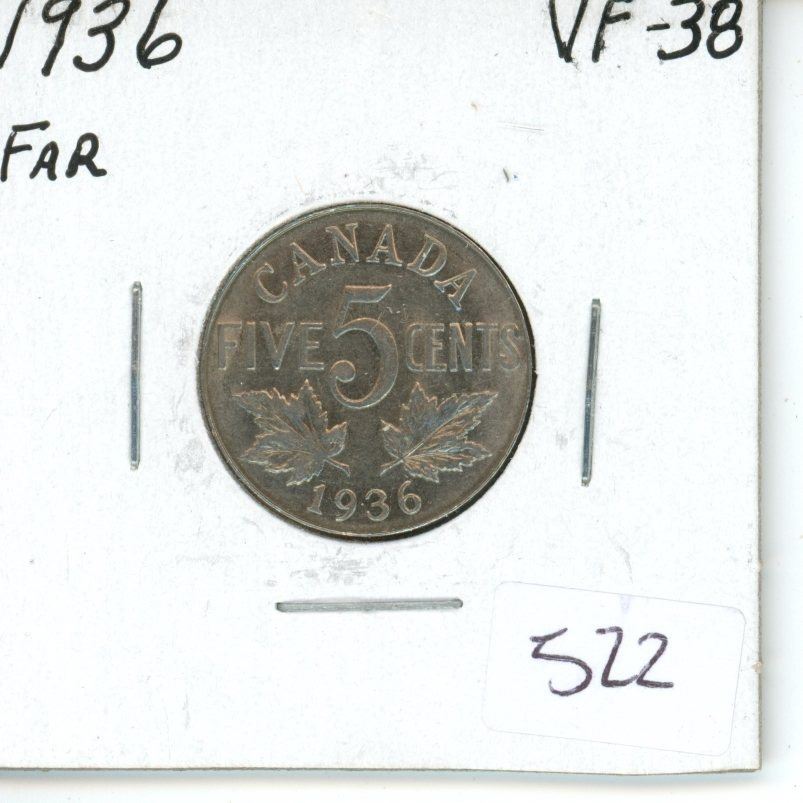 1936 VF-38
FAR
CANADA
FIVE 5 CENTS
1936
522